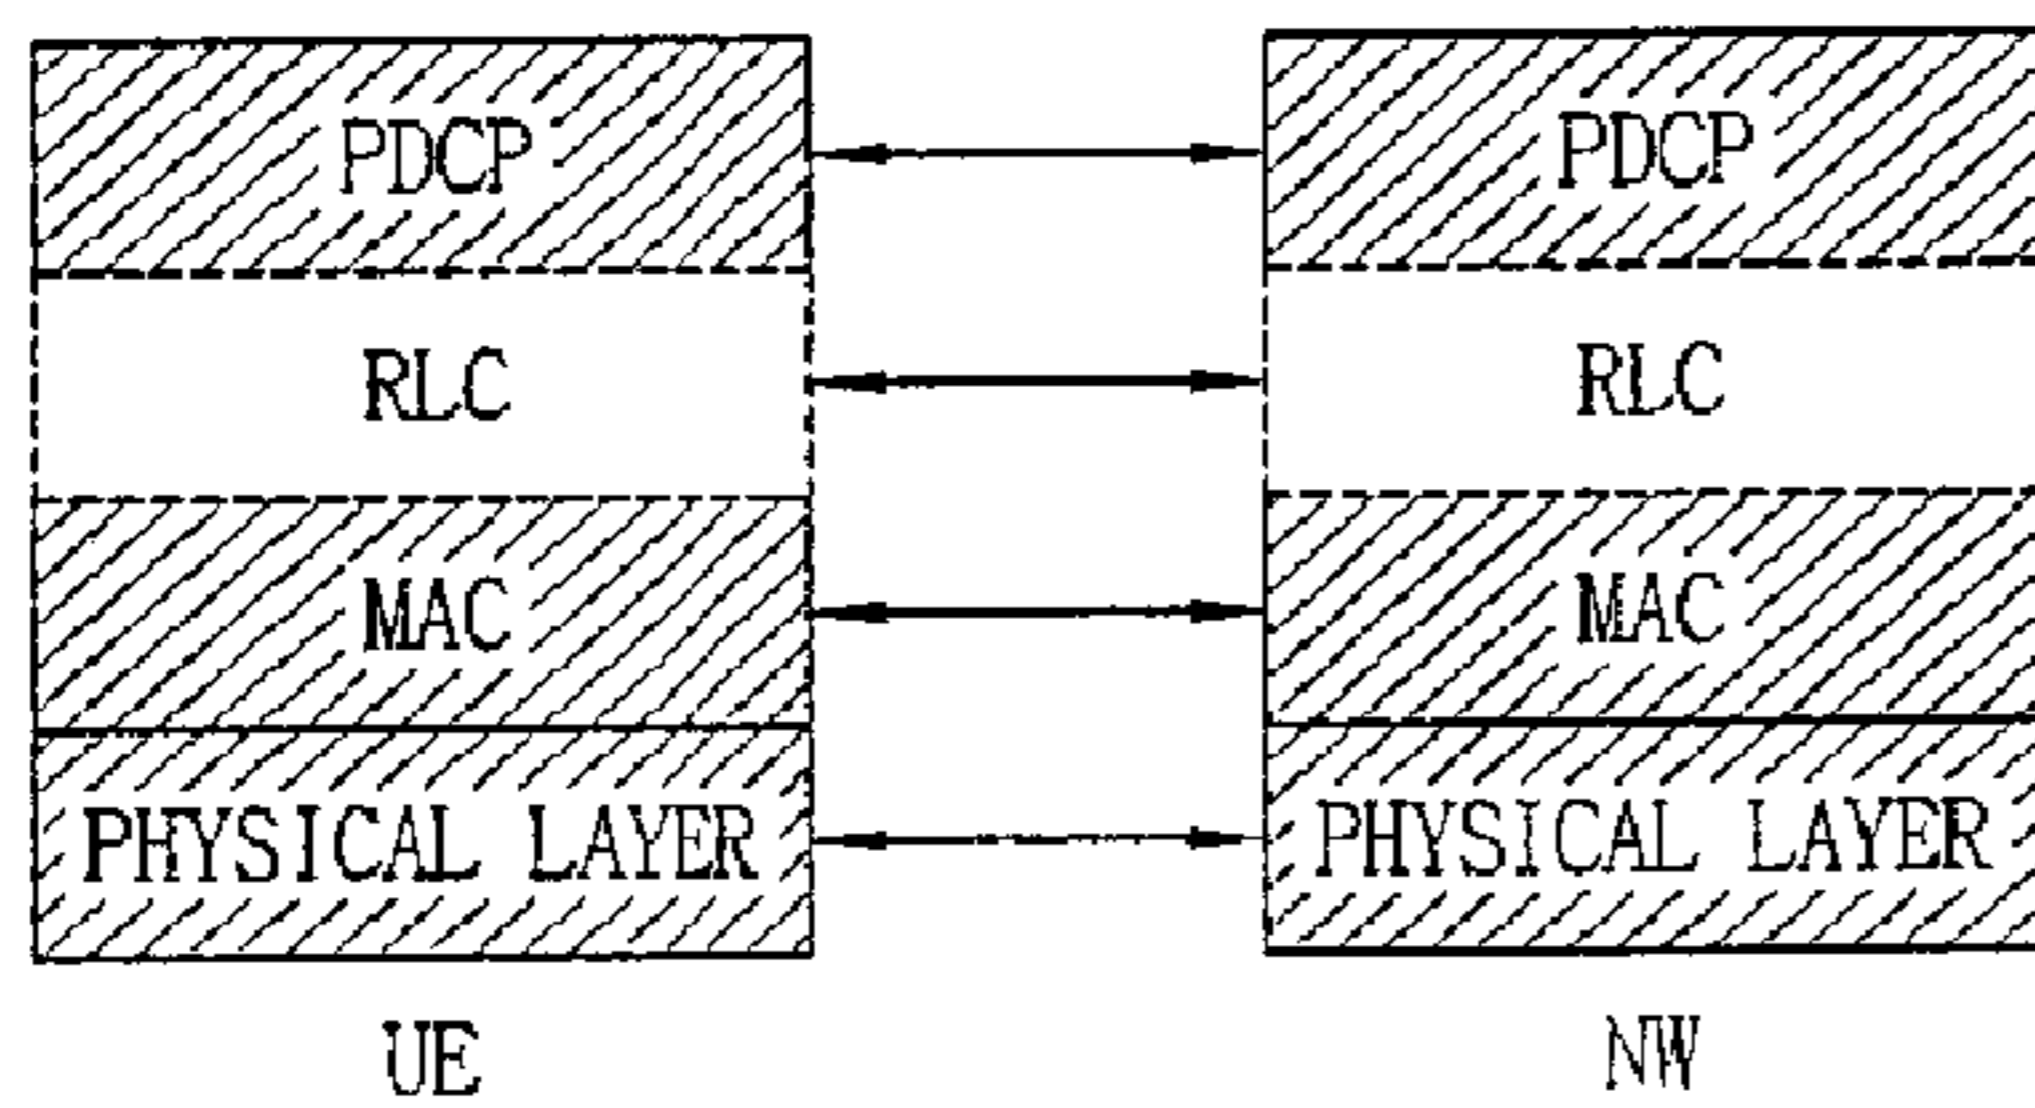 PDCP PDCP
RLC RLC
MAC MAC
PHYSICAL LAYER PHYSICAL LAYER
UE NW